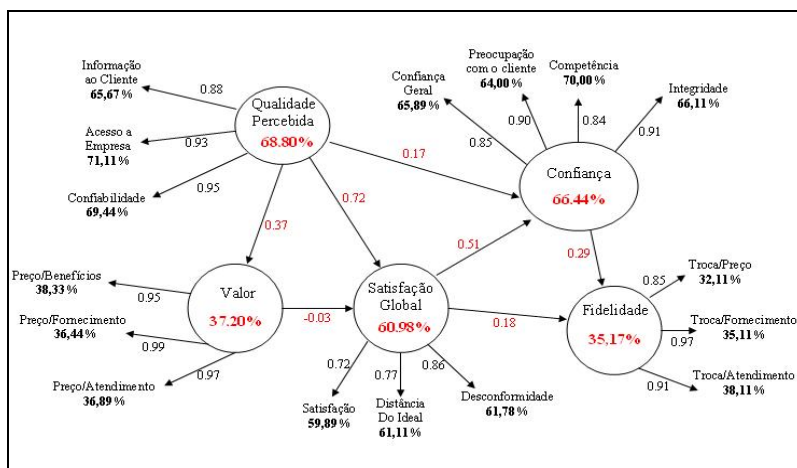 Informação
ao Cliente
65,67%
0.88
Acesso a
Empresa
71,11%
0.93
Confiabilidade
69,44%
0.95
Qualidade
Percebida
68.80%
Confiança
Geral
65,89%
0.85
Preocupação
com o cliente
64,00%
0.90
Competência
70,00%
0.84
Integridade
66,11%
0.91
Confiança
66.44%
0.17
0.72
0.37
0.51
0.29
Preço/Benefícios
38,33%
0.95
Preço/Fornecimento
36,44%
0.99
Preço/Atendimento
36,89%
0.97
Valor
37.20%
-0.03
Satisfação
Global
60.98%
0.18
0.72
Satisfação
59,89%
0.77
Distância
Do Ideal
61,11%
0.86
Desconformidade
61,78%
Fidelidade
35,17%
0.85
Troca/Preço
32,11%
0.97
Troca/Fornecimento
35,11%
0.91
Troca/Atendimento
38,11%